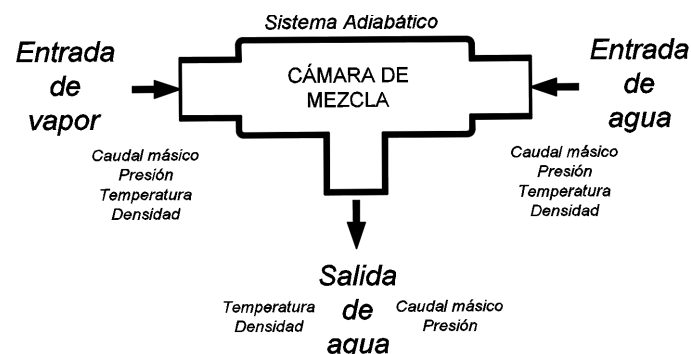 Sistema Adiabático
Entrada
de
vapor
CÁMARA DE
MEZCLA
Entrada
de
agua
Caudal másico
Presión
Temperatura
Densidad
Caudal másico
Presión
Temperatura
Densidad
Salida
de
agua
Temperatura
Densidad
Caudal másico
Presión